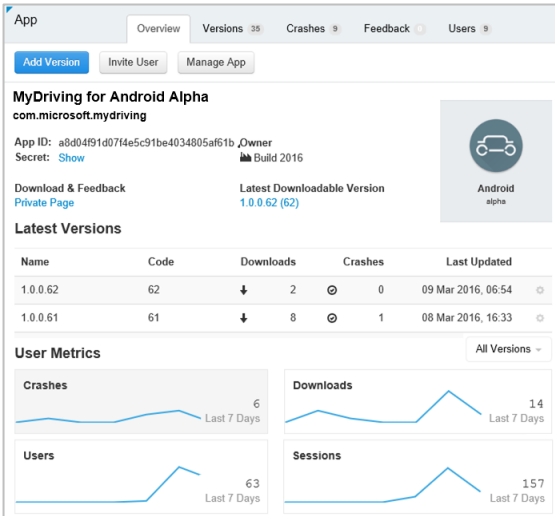 App
Overview Versions 35 Crashes 9 Feedback Users 9
Add Version Invite User Manage App
MyDriving for Android Alpha
com.microsoft.mydriving
App ID: a8d04f91d07f4e5c91be4034805af61b Owner
Secret: Show Build 2016
Download & Feedback Latest Downloadable Version
Private Page 1.0.0.62 (62)
Android
alpha
Latest Versions
Name Code Downloads Crashes Last Updated
1.0.0.62 62 2 0 09 Mar 2016, 06:54
1.0.0.61 61 8 1 08 Mar 2016, 16:33
User Metrics All Versions
Crashes Downloads
6 14
Last 7 Days Last 7 Days
Users Sessions
63 157
Last 7 Days Last 7 Days